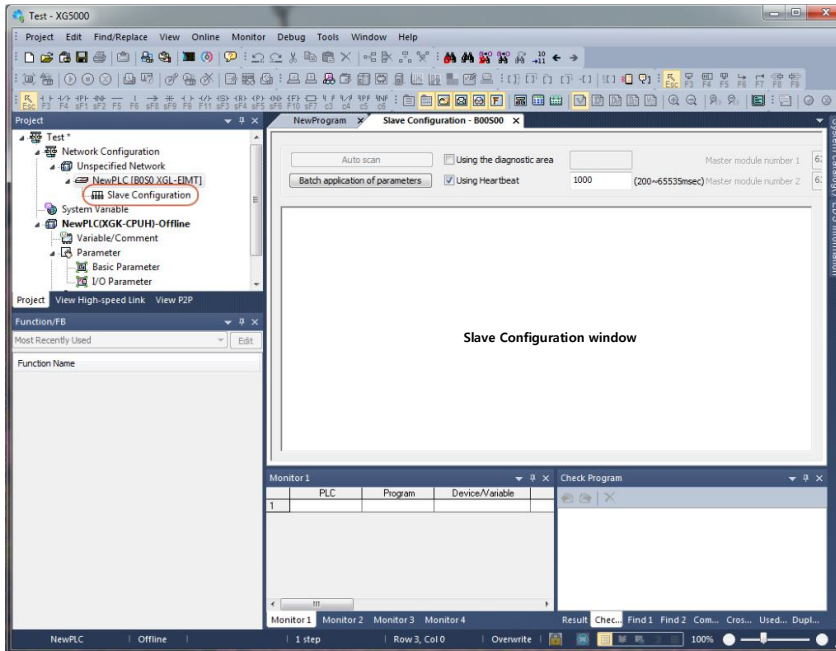 Test - XG5000
Project Edit Find/Replace View Online Monitor Debug Tools Window Help
Project
NewProgram Slave Configuration - B00S00
Test *
Network Configuration
Unspecified Network
NewPLC [B0S0 XGL-EIMT]
Slave Configuration
System Variable
NewPLC(XGK-CPUH)-Offline
Variable/Comment
Parameter
Basic Parameter
I/O Parameter
Project View High-speed Link View P2P
Auto scan Using the diagnostic area Master module number 1
Batch application of parameters Using Heartbeat 1000 (200~65535msec) Master module number 2
Slave Configuration window
System Catalog EDS Information
Function/FB
Most Recently Used Edit
Function Name
Monitor 1
PLC Program Device/Variable
1
Check Program
Monitor 1 Monitor 2 Monitor 3 Monitor 4
Result Chec... Find 1 Find 2 Com... Cros... Used... Dupl...
NewPLC Offline 1 step Row 3, Col 0 Overwrite 100%